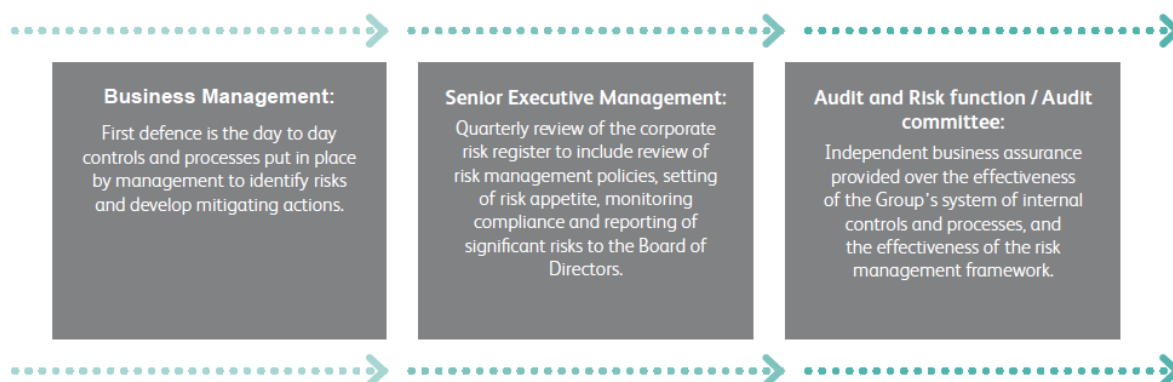 Business Management:
First defence is the day to day
controls and processes put in place
by management to identify risks
and develop mitigating actions.
Senior Executive Management:
Quarterly review of the corporate
risk register to include review of
risk management policies, setting
of risk appetite, monitoring
compliance and reporting of
significant risks to the Board of
Directors.
Audit and Risk function / Audit
committee:
Independent business assurance
provided over the effectiveness
of the Group's system of internal
controls and processes, and
the effectiveness of the risk
management framework.